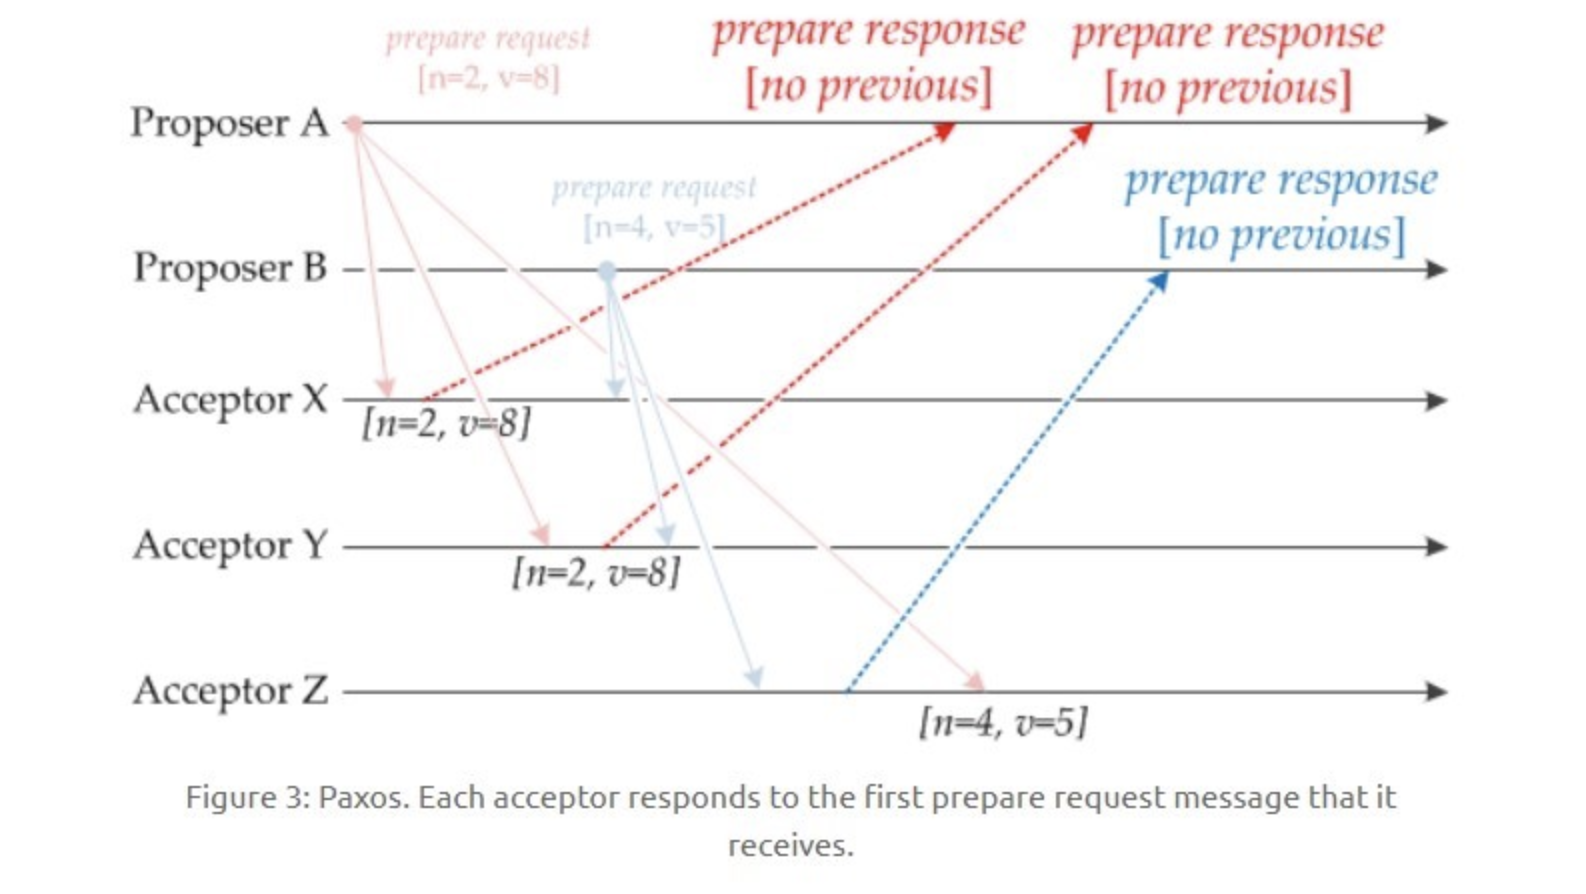 prepare request
[n=2, v=8]
prepare response
[no previous]
prepare response
[no previous]
Proposer A
prepare request
[n=4, v=5]
prepare response
[no previous]
Proposer B
Acceptor X
[n=2, v=8]
Acceptor Y
[n=2, v=8]
Acceptor Z
[n=4, v=5]
Figure 3: Paxos. Each acceptor responds to the first prepare request message that it
receives.